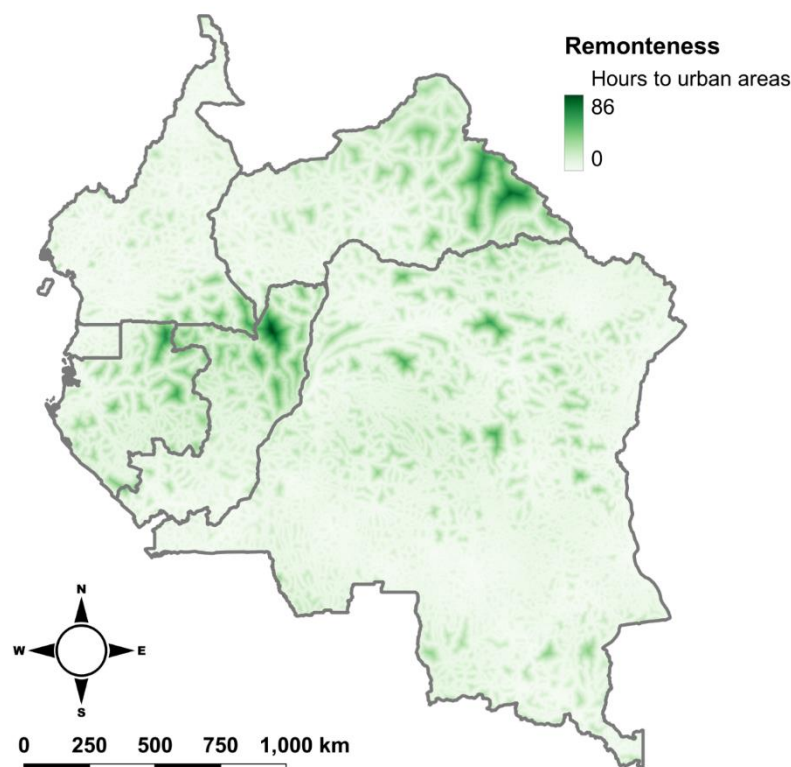 Remonteness
Hours to urban areas
86
0
N
W E
S
0 250 500 750 1,000 km